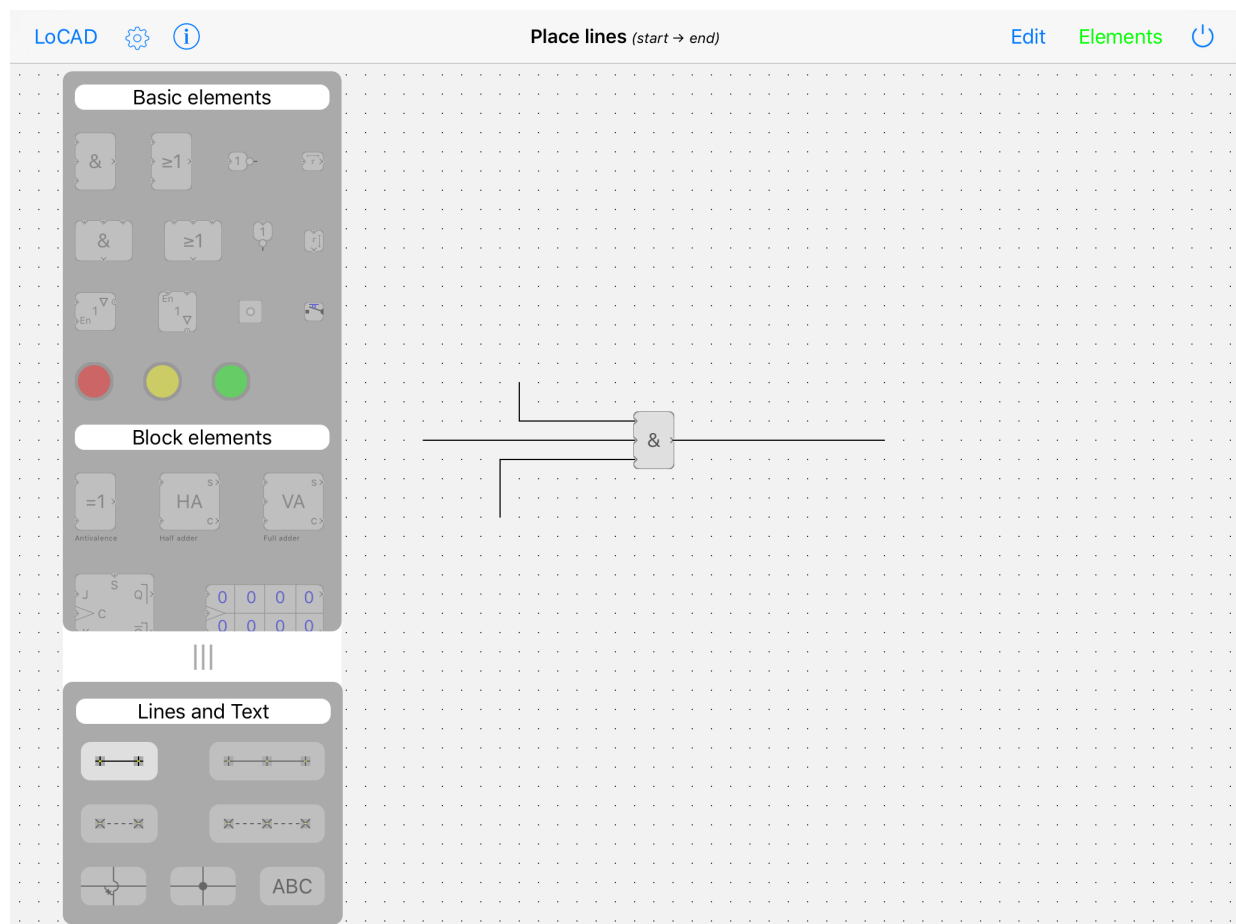 LoCAD i Place lines (start → end) Edit Elements
Basic elements
& ≥1 1 r
& ≥1 1 r
1 ▽ En En 1 ▽
Block elements
=1 HA S C VA S C
Antivalence Half adder Full adder
J S Q C 0 0 0 0
0 0 0 0
Lines and Text
ABC
&